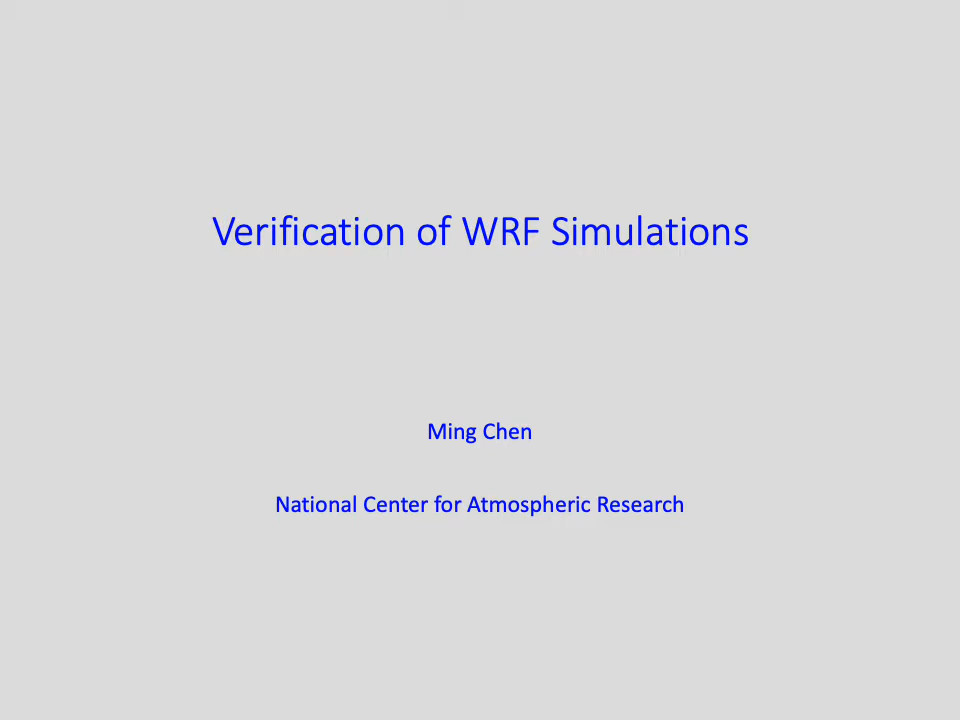 Verification of WRF Simulations
Ming Chen
National Center for Atmospheric Research